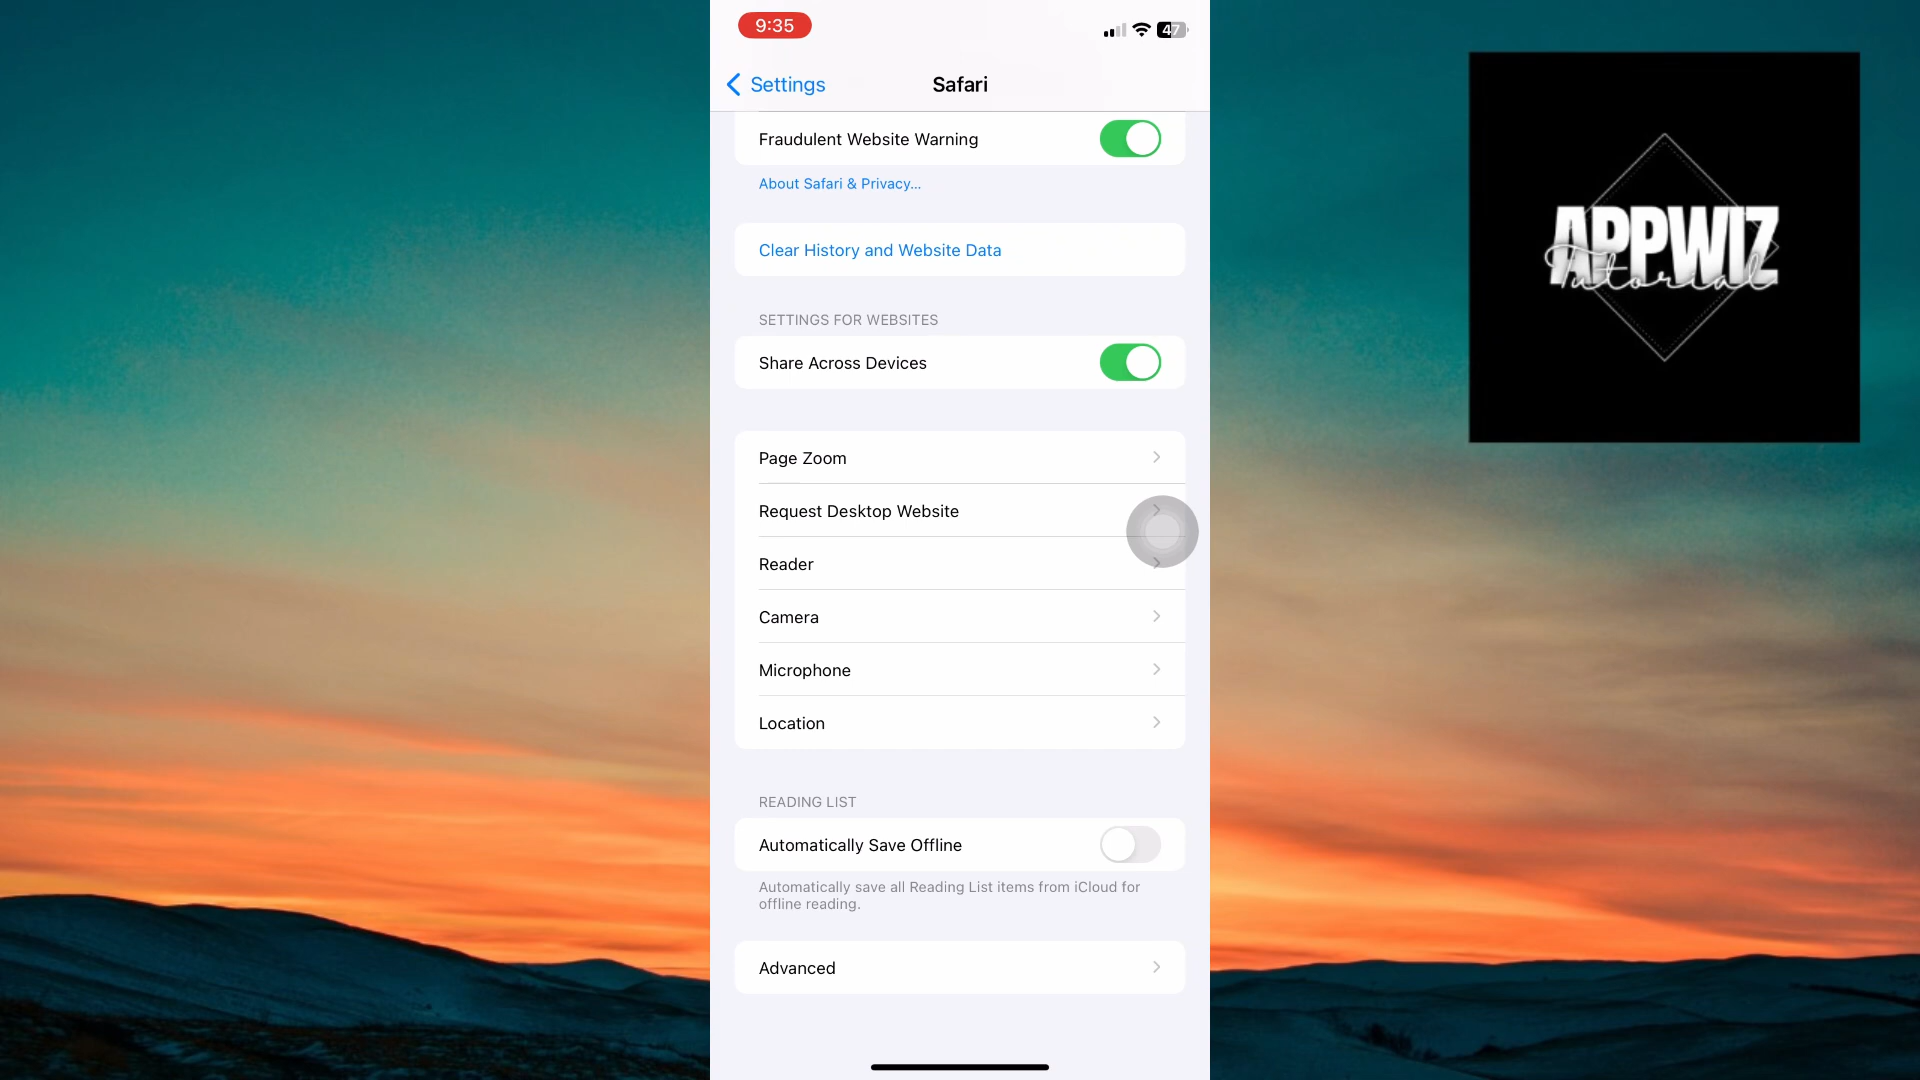 9:35
47
Settings
Safari
Fraudulent Website Warning
About Safari & Privacy...
Clear History and Website Data
SETTINGS FOR WEBSITES
Share Across Devices
Page Zoom
Request Desktop Website
Reader
Camera
Microphone
Location
READING LIST
Automatically Save Offline
Automatically save all Reading List items from iCloud for
offline reading.
Advanced
APPWIZ
Tutorial